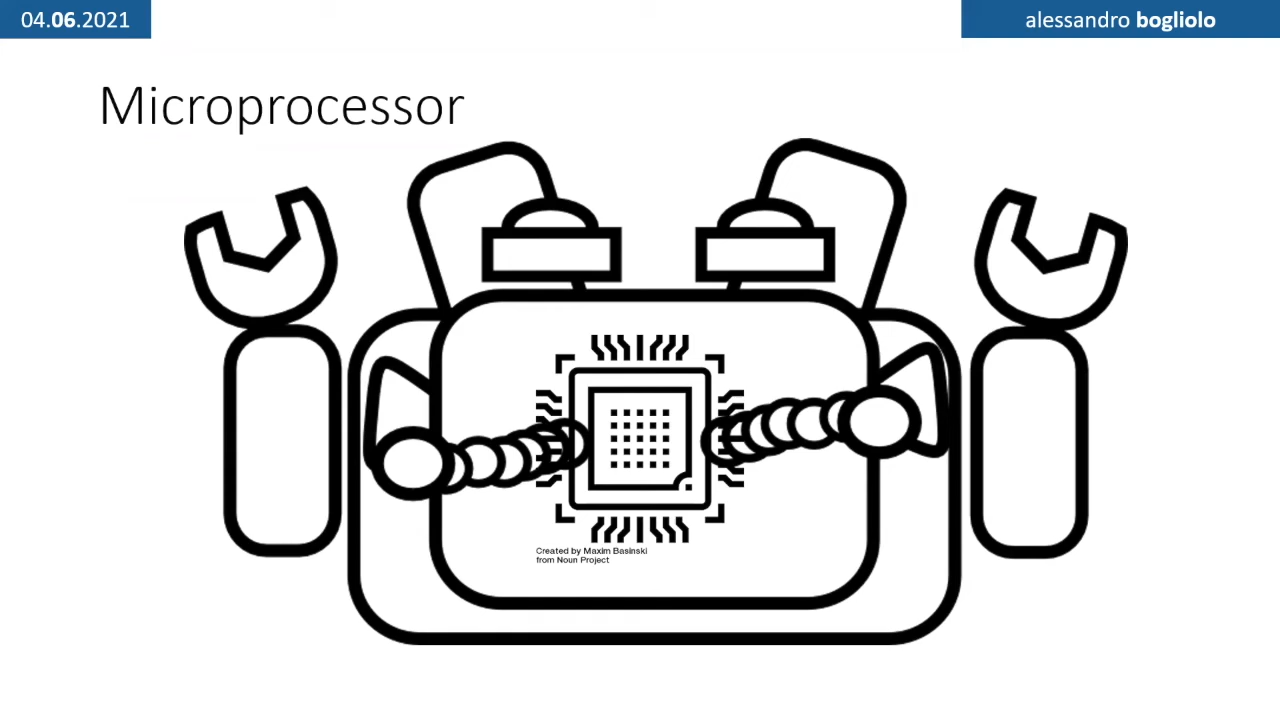 04.06.2021
alessandro bogliolo
Microprocessor
Created by Maxim Basinski
from Noun Project